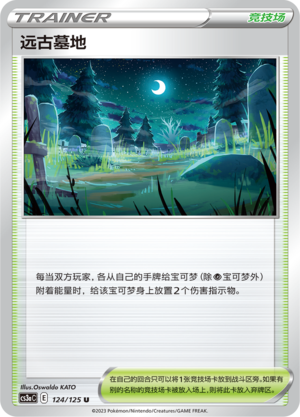 TRAINER
竞技场
远古墓地
每当双方玩家，各从自己的手牌给宝可梦（除超宝可梦外）
附着能量时，给该宝可梦身上放置2个伤害指示物。
Illus.Oswaldo KATO
CS3aC E 124/125 U
在自己的回合只可以将1张竞技场卡放到战斗区旁。如果有
别的名称的竞技场卡被放入场上，则将此卡放入弃牌区。
©2023 Pokémon/Nintendo/Creatures/GAME FREAK.